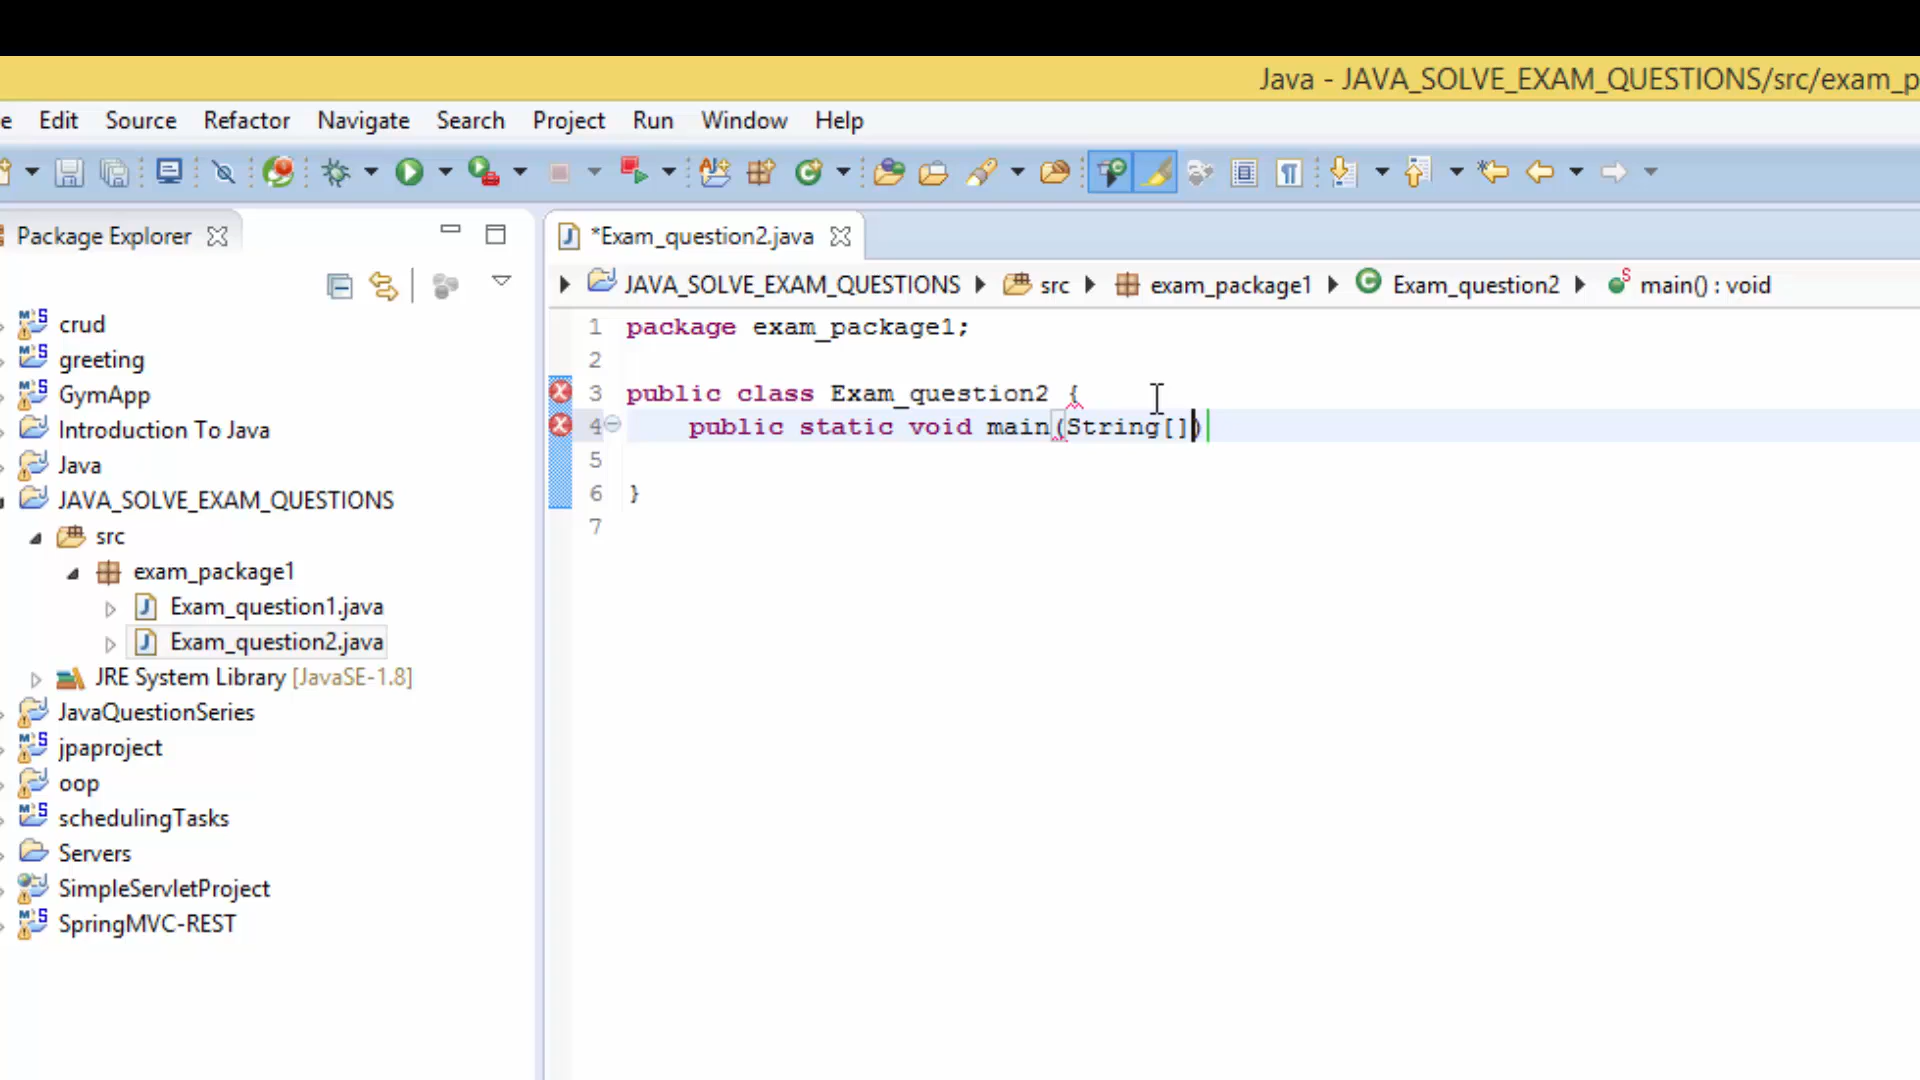 Java - JAVA_SOLVE_EXAM_QUESTIONS/src/exam_p
e Edit Source Refactor Navigate Search Project Run Window Help
Package Explorer
*Exam_question2.java
JAVA_SOLVE_EXAM_QUESTIONS src exam_package1 Exam_question2 main() : void
crud
greeting
GymApp
Introduction To Java
Java
JAVA_SOLVE_EXAM_QUESTIONS
src
exam_package1
Exam_question1.java
Exam_question2.java
JRE System Library [JavaSE-1.8]
JavaQuestionSeries
jpaproject
oop
schedulingTasks
Servers
SimpleServletProject
SpringMVC-REST
1 package exam_package1;
2
3 public class Exam_question2 {
4 public static void main(String[])
5
6 }
7